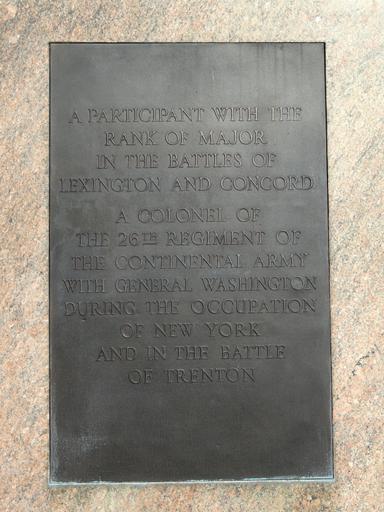 A PARTICIPANT WITH THE
RANK OF MAJOR
IN THE BATTLES OF
LEXINGTON AND CONCORD
A COLONEL OF
THE 26TH REGIMENT OF
THE CONTINENTAL ARMY
WITH GENERAL WASHINGTON
DURING THE OCCUPATION
OF NEW YORK
AND IN THE BATTLE
OF TRENTON